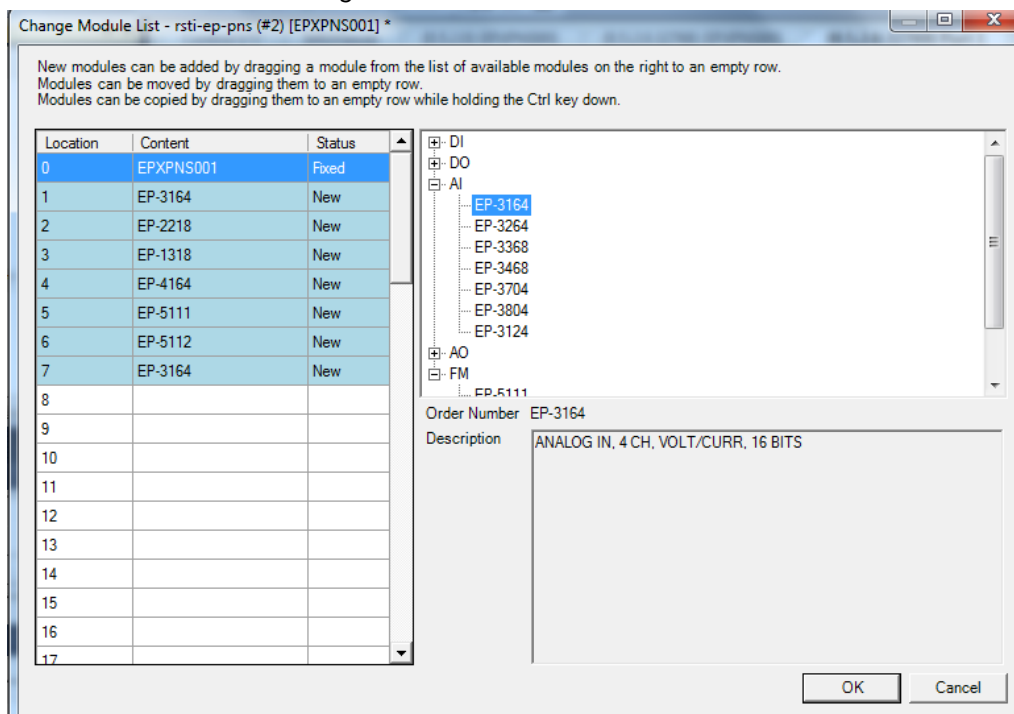 Change Module List - rsti-ep-pns (#2) [EPXPNS001] *
New modules can be added by dragging a module from the list of available modules on the right to an empty row.
Modules can be moved by dragging them to an empty row.
Modules can be copied by dragging them to an empty row while holding the Ctrl key down.
Location Content Status
0 EPXPNS001 Fixed
1 EP-3164 New
2 EP-2218 New
3 EP-1318 New
4 EP-4164 New
5 EP-5111 New
6 EP-5112 New
7 EP-3164 New
8
9
10
11
12
13
14
15
16
17
DI
DO
AI
EP-3164
EP-3264
EP-3368
EP-3468
EP-3704
EP-3804
EP-3124
AO
FM
EP-5111
Order Number EP-3164
Description ANALOG IN, 4 CH, VOLT/CURR, 16 BITS
OK Cancel